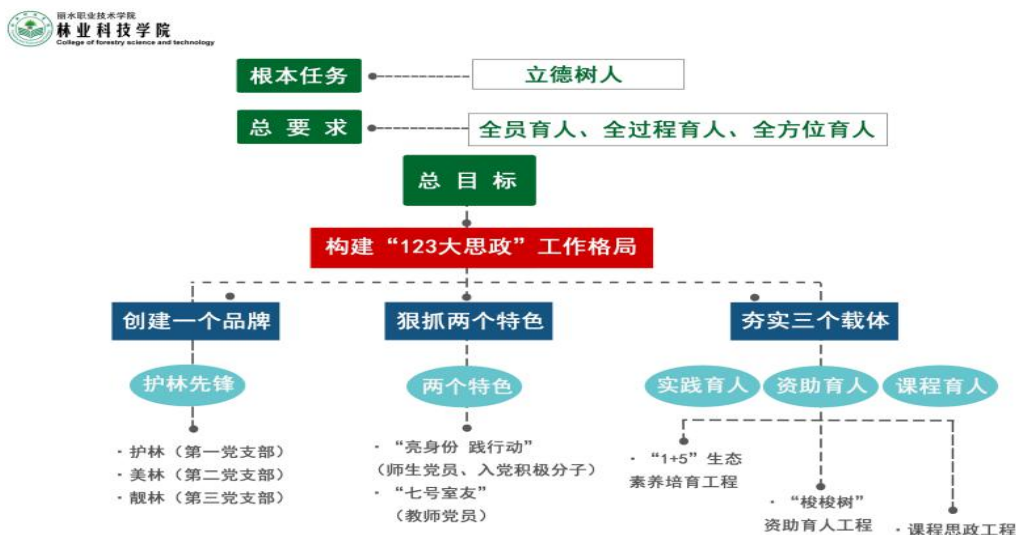 丽水职业技术学院
林业科技学院
College of forestry science and technology
根本任务
立德树人
总 要 求
全员育人、全过程育人、全方位育人
总 目 标
构建“123大思政”工作格局
创建一个品牌
狠抓两个特色
夯实三个载体
护林先锋
两个特色
实践育人
资助育人
课程育人
·护林（第一党支部）
·美林（第二党支部）
·靓林（第三党支部）
·“亮身份 践行动”
（师生党员、入党积极分子）
·“七号室友”
（教师党员）
·“1+5”生态
素养培育工程
·“梭梭树”
资助育人工程
·课程思政工程